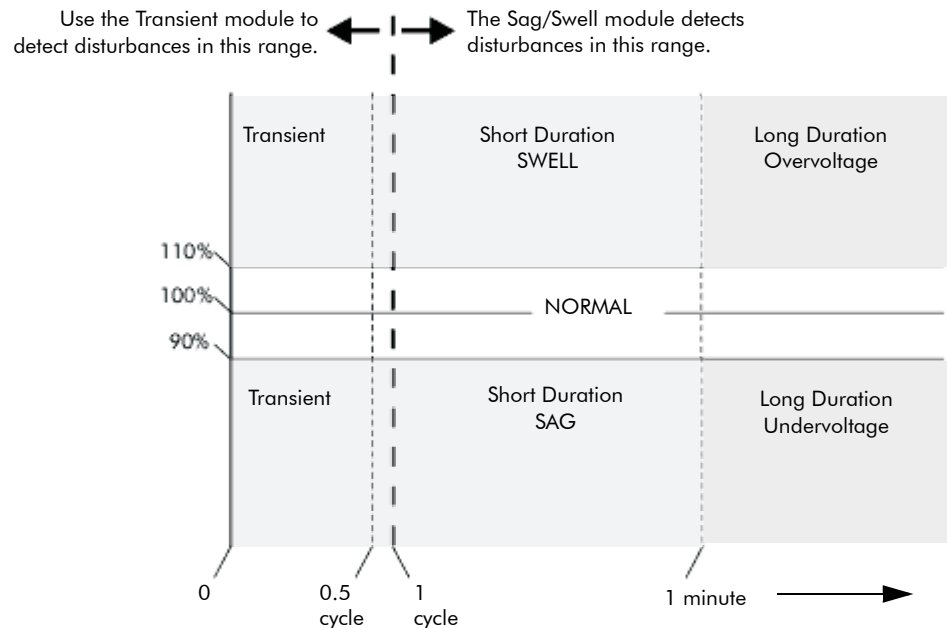 Use the Transient module to
detect disturbances in this range.
The Sag/Swell module detects
disturbances in this range.
Transient
Short Duration
SWELL
Long Duration
Overvoltage
110%
100%
NORMAL
90%
Transient
Short Duration
SAG
Long Duration
Undervoltage
0
0.5
cycle
1
cycle
1 minute